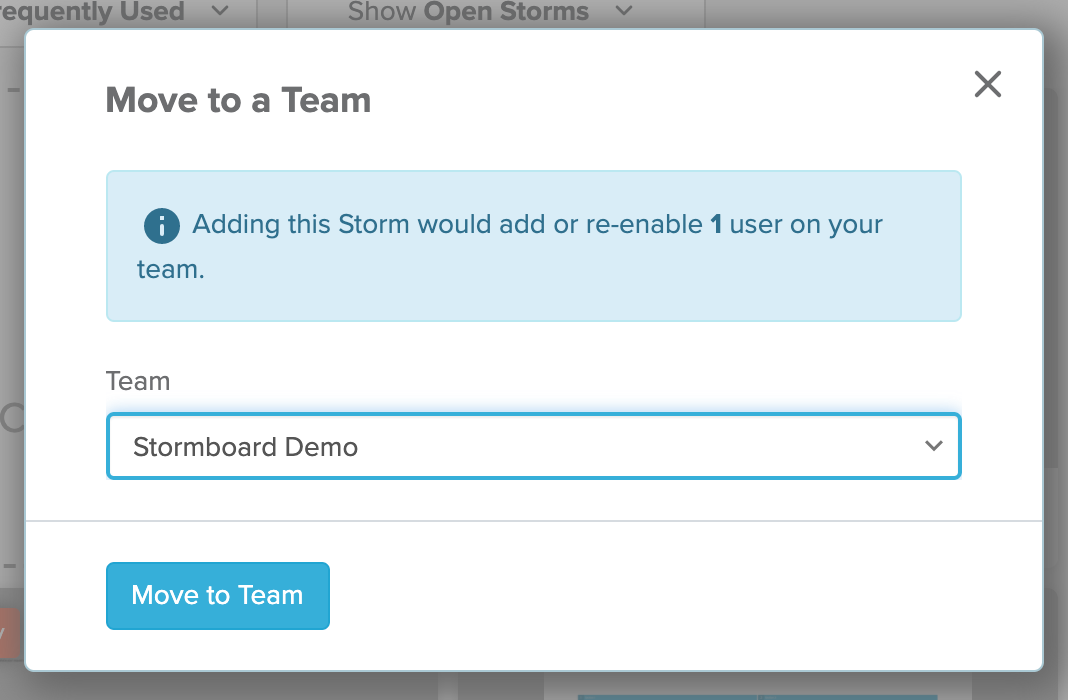 requently Used
Show Open Storms
Move to a Team
Adding this Storm would add or re-enable 1 user on your
team.
Team
Stormboard Demo
Move to Team